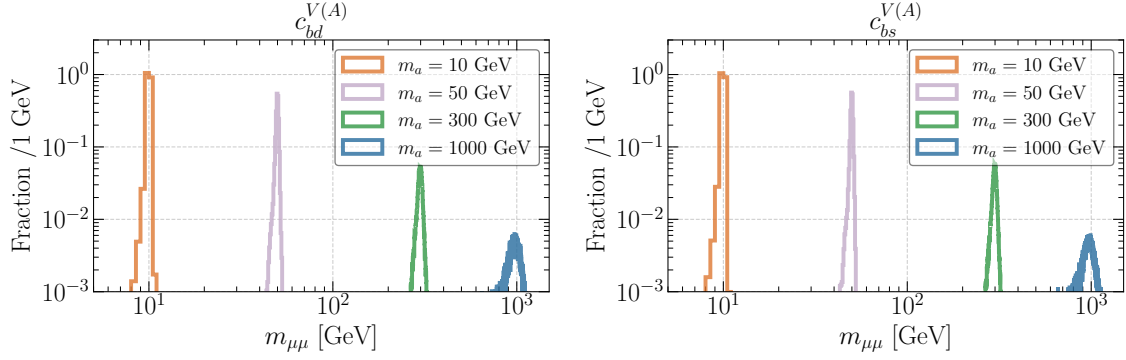 c_{bd}^{V(A)}
Fraction /1 GeV
10^0
10^{-1}
10^{-2}
10^{-3}
m_a = 10 GeV
m_a = 50 GeV
m_a = 300 GeV
m_a = 1000 GeV
10^1 10^2 10^3
m_{μμ} [GeV]
c_{bs}^{V(A)}
Fraction /1 GeV
10^0
10^{-1}
10^{-2}
10^{-3}
m_a = 10 GeV
m_a = 50 GeV
m_a = 300 GeV
m_a = 1000 GeV
10^1 10^2 10^3
m_{μμ} [GeV]